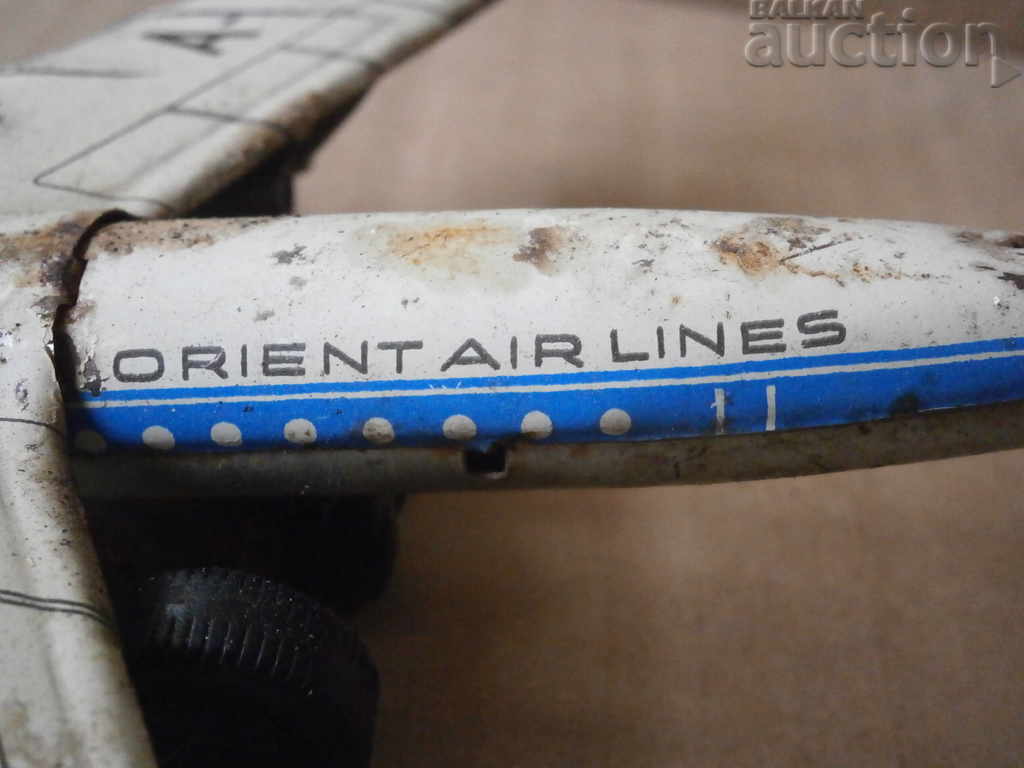 BALKAN
auction
A
ORIENT AIR LINES